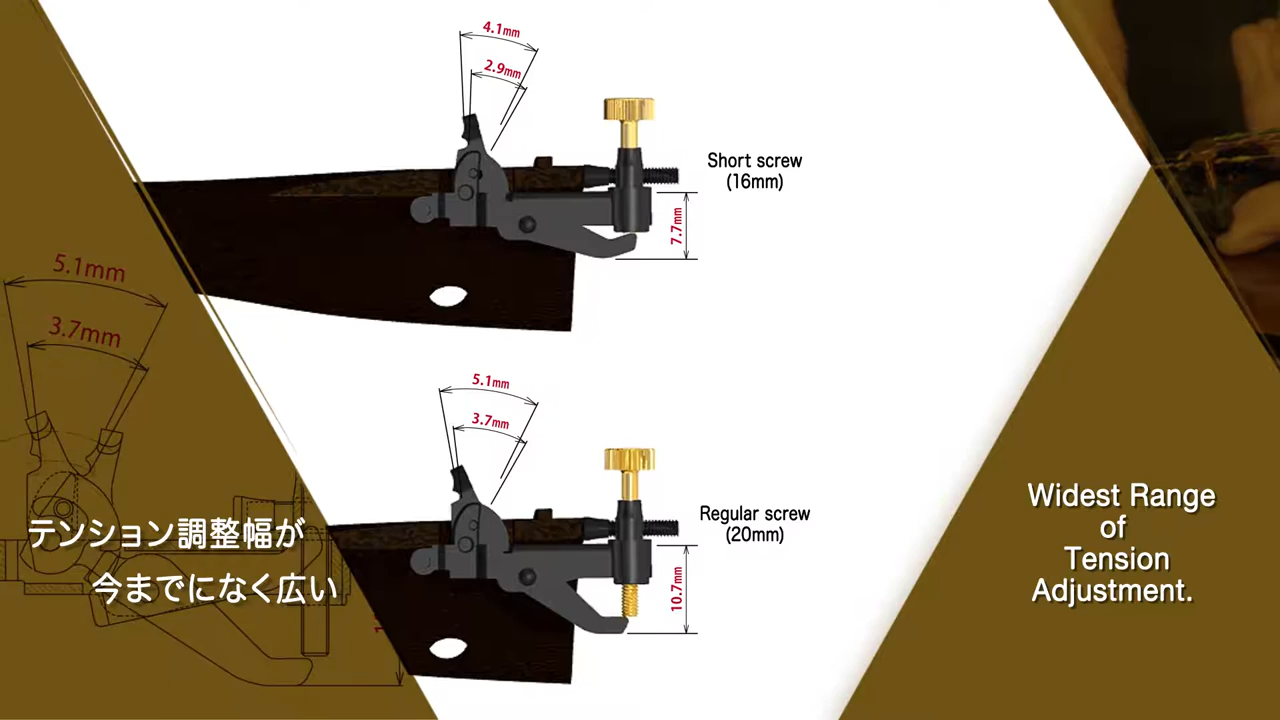 4.1mm
2.9mm
Short screw
(16mm)
7.7mm
5.1mm
3.7mm
5.1mm
3.7mm
Regular screw
(20mm)
10.7mm
テンション調整幅が
今までになく広い
Widest Range
of
Tension
Adjustment.